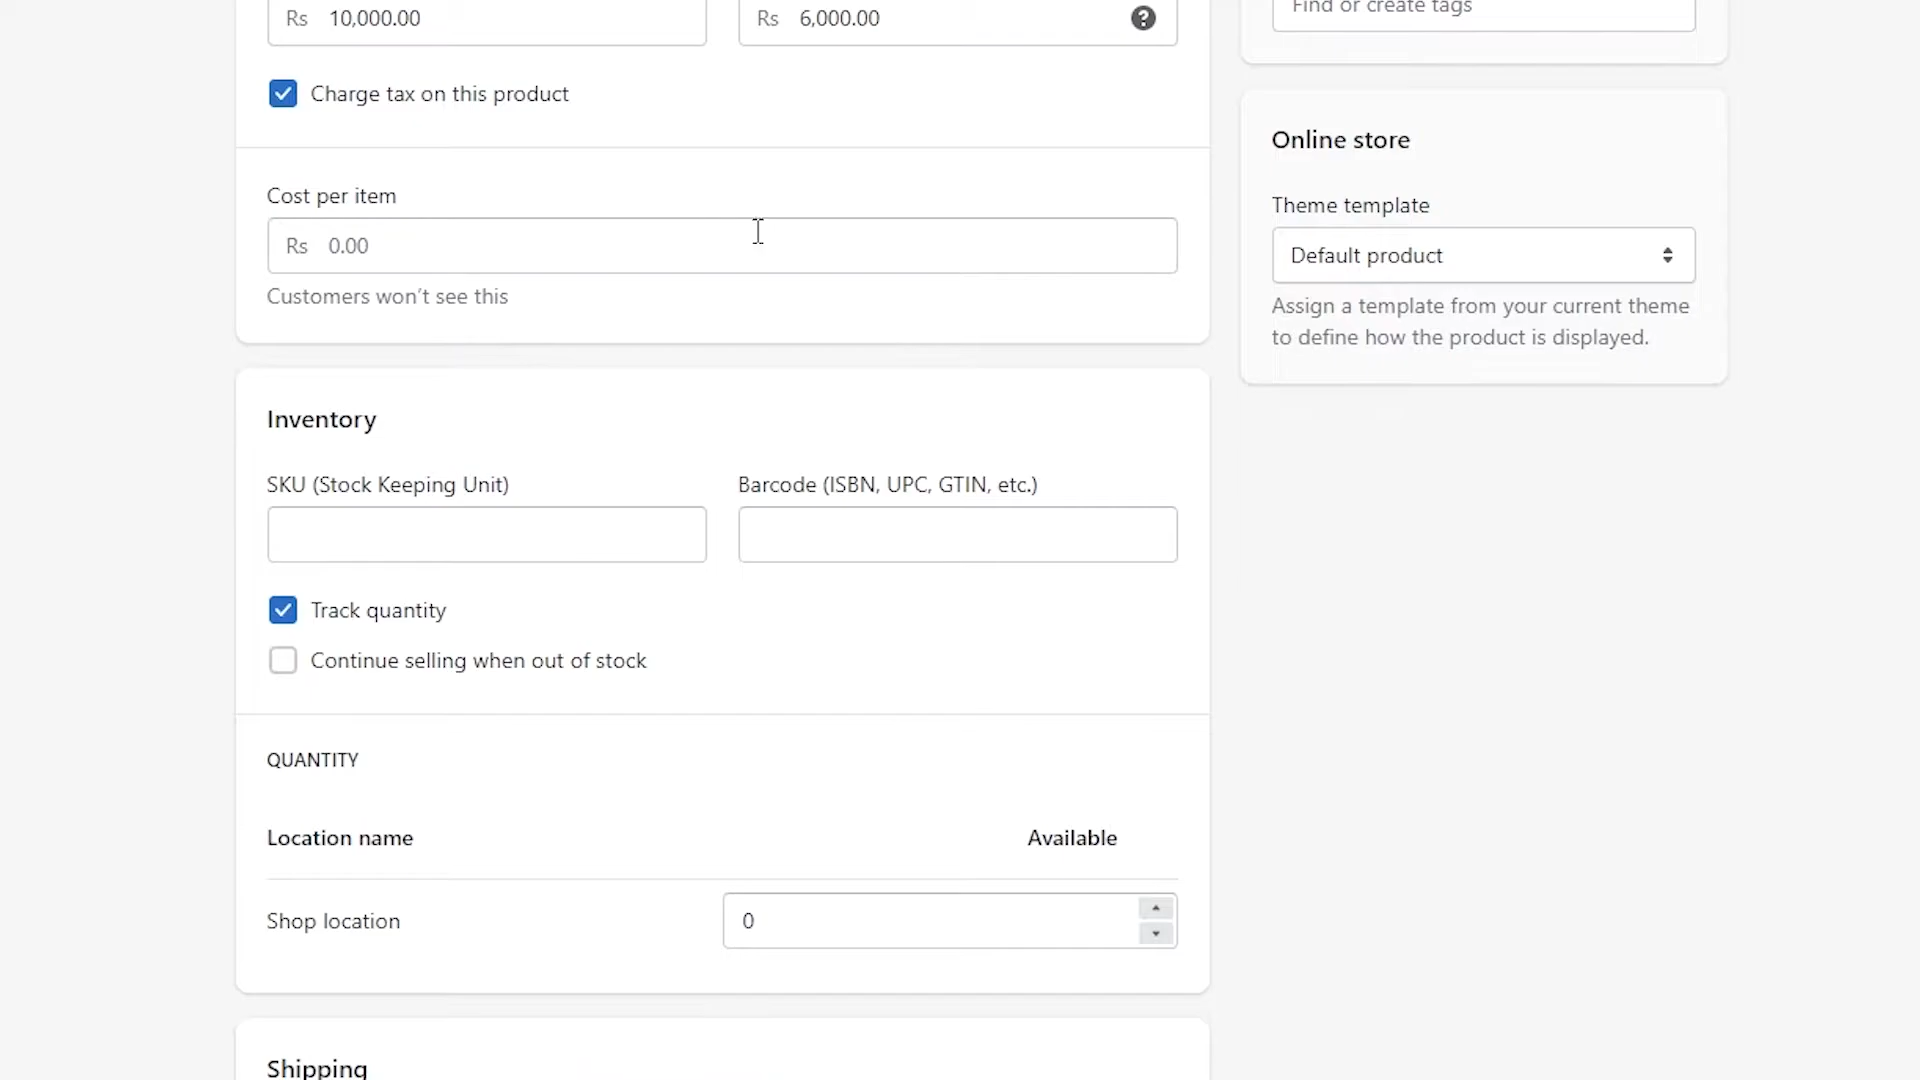 Rs 10,000.00
Rs 6,000.00
?
Charge tax on this product
Cost per item
Rs 0.00
Customers won’t see this
Inventory
SKU (Stock Keeping Unit)
Barcode (ISBN, UPC, GTIN, etc.)
Track quantity
Continue selling when out of stock
QUANTITY
Location name
Available
Shop location
0
Shipping
Find or create tags
Online store
Theme template
Default product
Assign a template from your current theme
to define how the product is displayed.